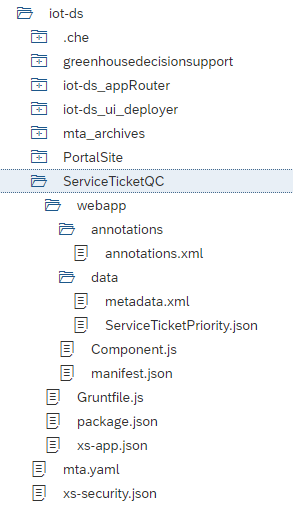 iot-ds
.che
greenhousedecisionsupport
iot-ds_appRouter
iot-ds_ui_deployer
mta_archives
PortalSite
ServiceTicketQC
webapp
annotations
annotations.xml
data
metadata.xml
ServiceTicketPriority.json
Component.js
manifest.json
Gruntfile.js
package.json
xs-app.json
mta.yaml
xs-security.json